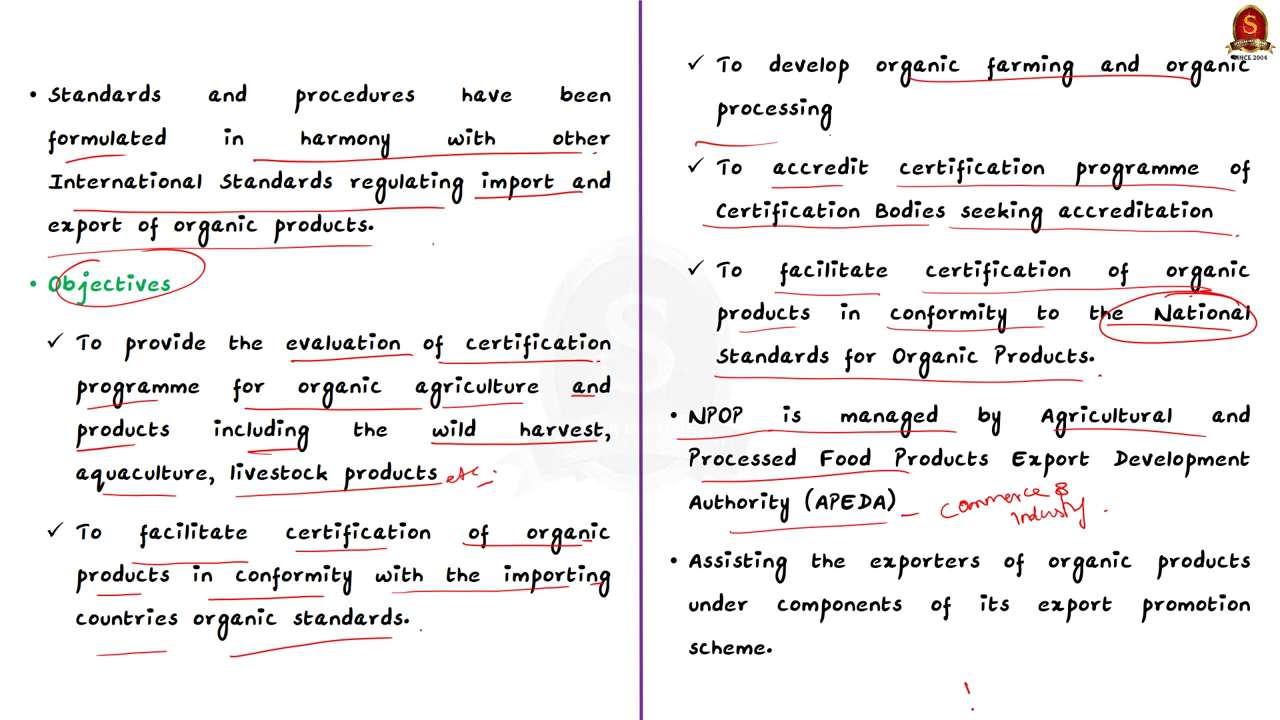 • Standards and procedures have been
formulated in harmony with other
International Standards regulating import and
export of organic products.
• Objectives
✓ To provide the evaluation of certification
programme for organic agriculture and
products including the wild harvest,
aquaculture, livestock products etc.
✓ To facilitate certification of organic
products in conformity with the importing
countries organic standards.
✓ To develop organic farming and organic
processing
✓ To accredit certification programme of
Certification Bodies seeking accreditation
✓ To facilitate certification of organic
products in conformity to the National
Standards for Organic Products.
• NPOP is managed by Agricultural and
Processed Food Products Export Development
Authority (APEDA) – Commerce &
Industry.
• Assisting the exporters of organic products
under components of its export promotion
scheme.
S
SINCE 2004